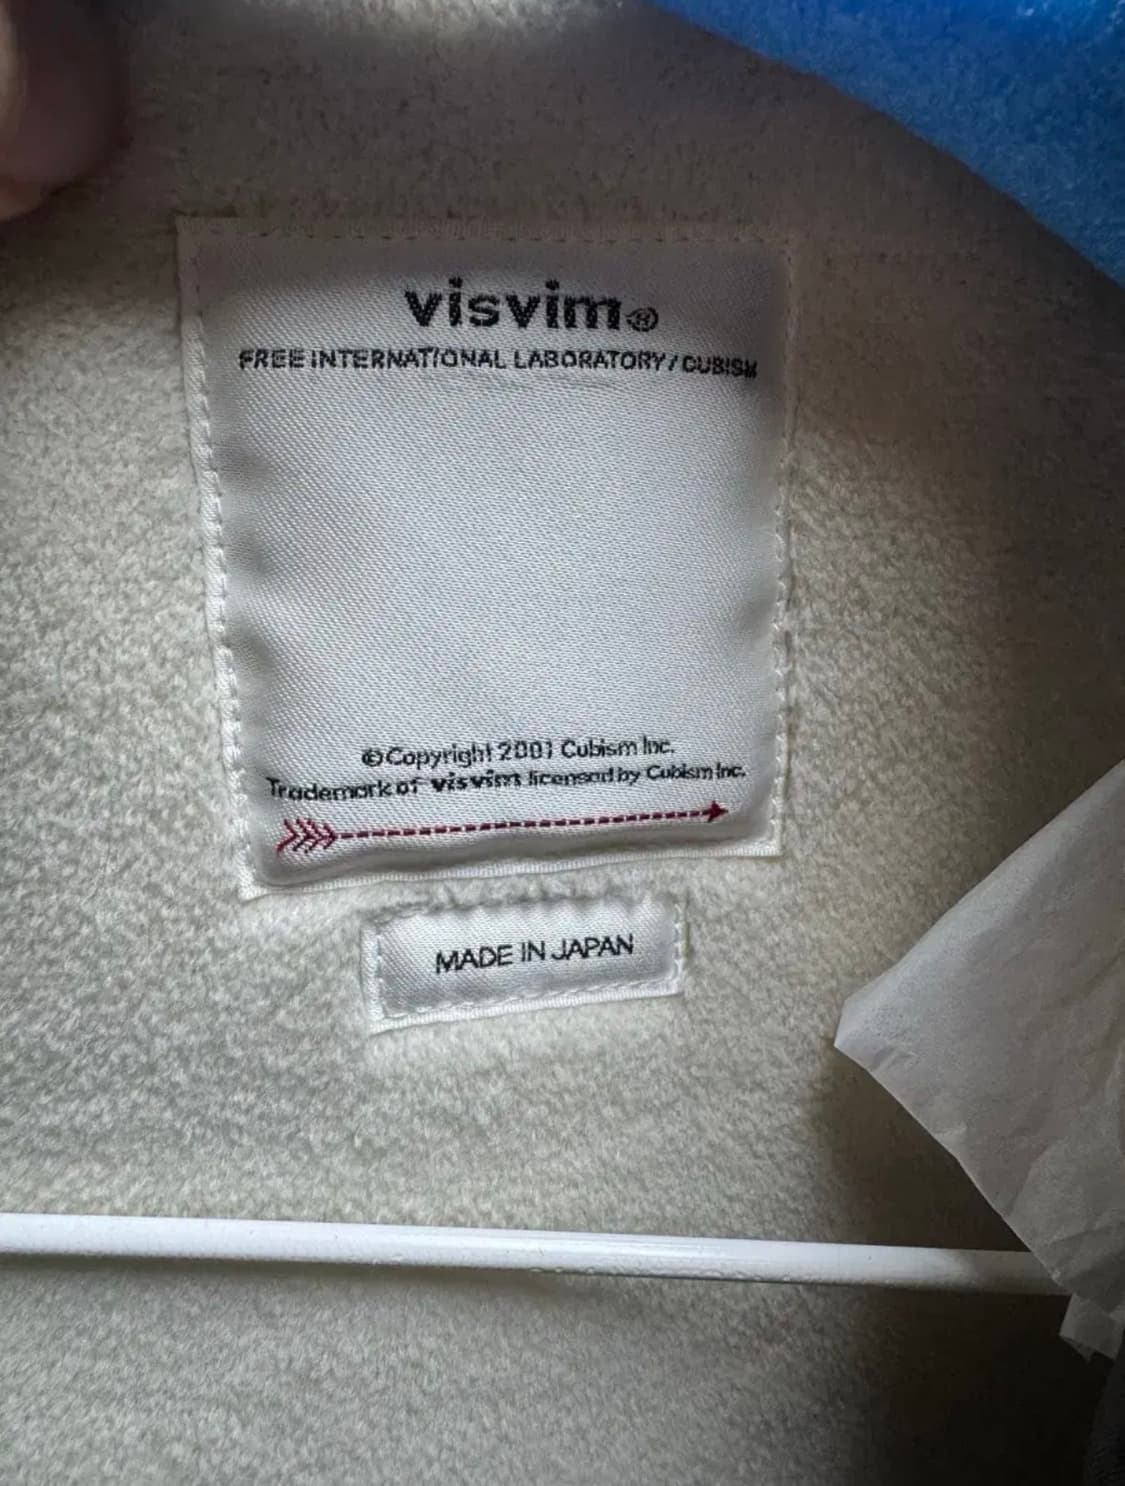 visvim®
FREE INTERNATIONAL LABORATORY / CUBISM
©Copyright 2001 Cubism Inc.
Trademark of visvim licensed by Cubism Inc.
MADE IN JAPAN